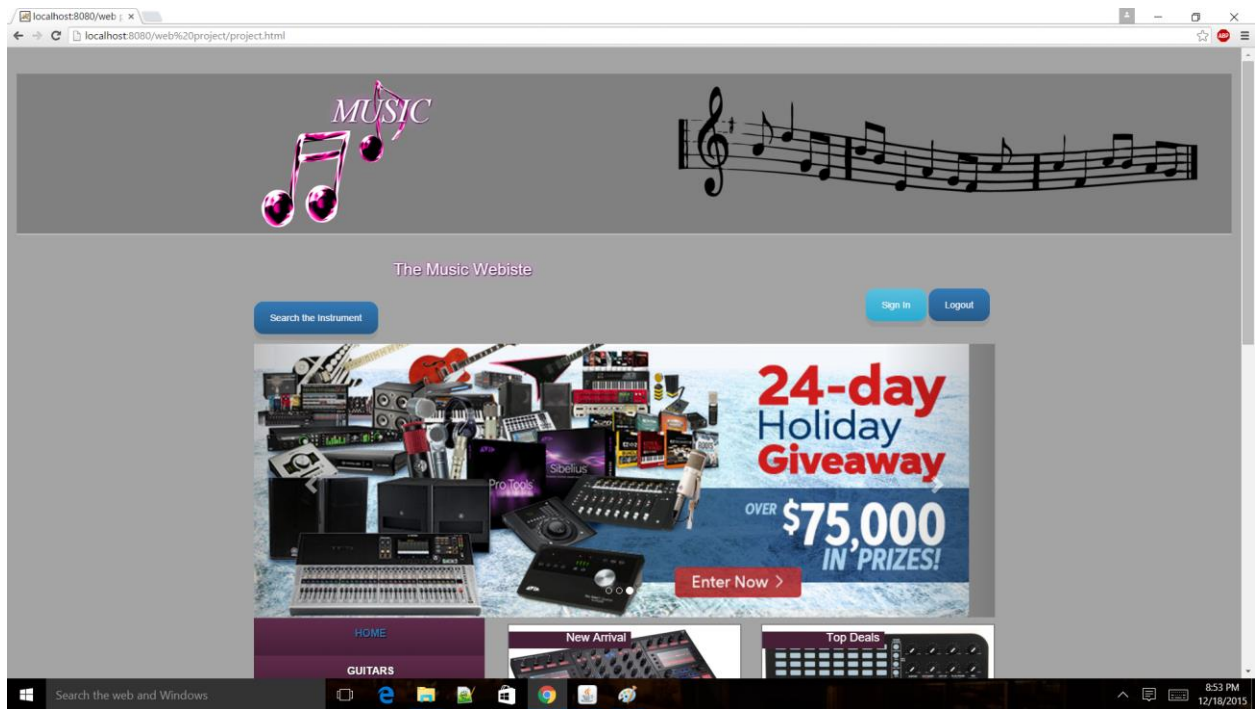 localhost:8080/web p
localhost:8080/web%20project/project.html
ABP
MUSIC
The Music Webiste
Search the Instrument
Sign In
Logout
24-day
Holiday
Giveaway
OVER $75,000
IN PRIZES!
Enter Now >
Pro Tools
Sibelius
HOME
GUITARS
New Arrival
Top Deals
Search the web and Windows
8:53 PM
12/18/2015